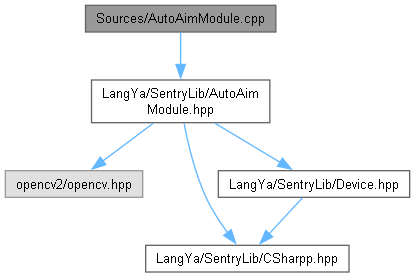 Sources/AutoAimModule.cpp
LangYa/SentryLib/AutoAim
Module.hpp
opencv2/opencv.hpp
LangYa/SentryLib/Device.hpp
LangYa/SentryLib/CSharpp.hpp